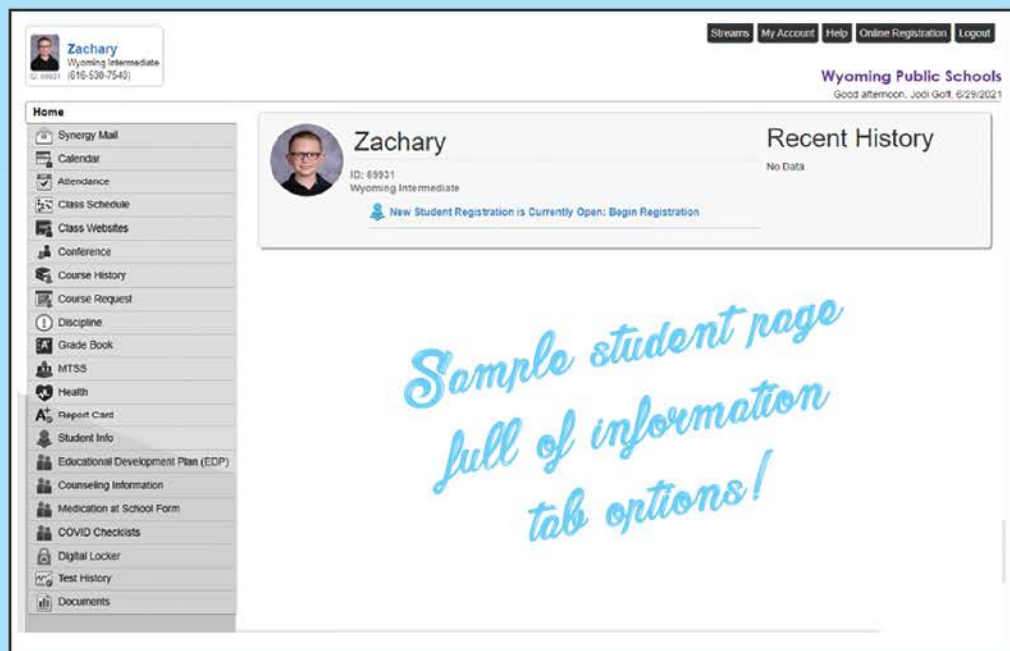 Zachary
Wyoming Intermediate
ID: 69931 (616-530-7540)
Streams My Account Help Online Registration Logout
Wyoming Public Schools
Good afternoon, Jodi Goff, 6/29/2021
Home
Synergy Mail
Calendar
Attendance
Class Schedule
Class Websites
Conference
Course History
Course Request
Discipline
Grade Book
MTSS
Health
Report Card
Student Info
Educational Development Plan (EDP)
Counseling Information
Medication at School Form
COVID Checklists
Digital Locker
Test History
Documents
Zachary
ID: 69931
Wyoming Intermediate
New Student Registration is Currently Open: Begin Registration
Recent History
No Data
Sample student page
full of information
tab options!